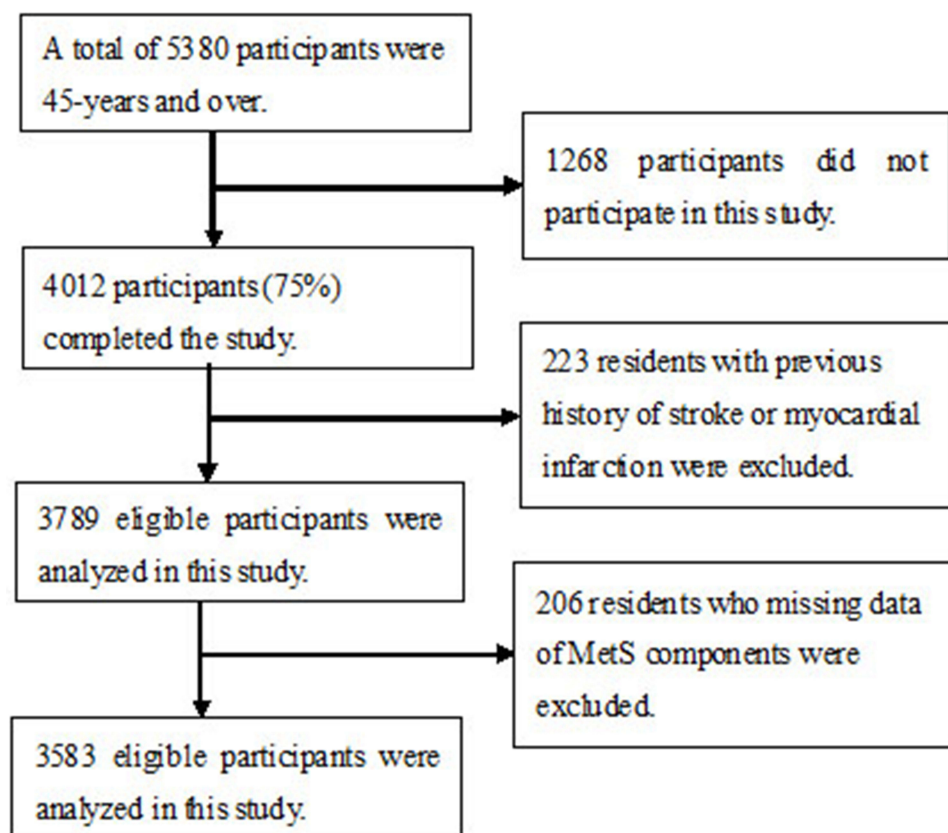 A total of 5380 participants were
45-years and over.
1268 participants did not
participate in this study.
4012 participants (75%)
completed the study.
223 residents with previous
history of stroke or myocardial
infarction were excluded.
3789 eligible participants were
analyzed in this study.
206 residents who missing data
of MetS components were
excluded.
3583 eligible participants were
analyzed in this study.